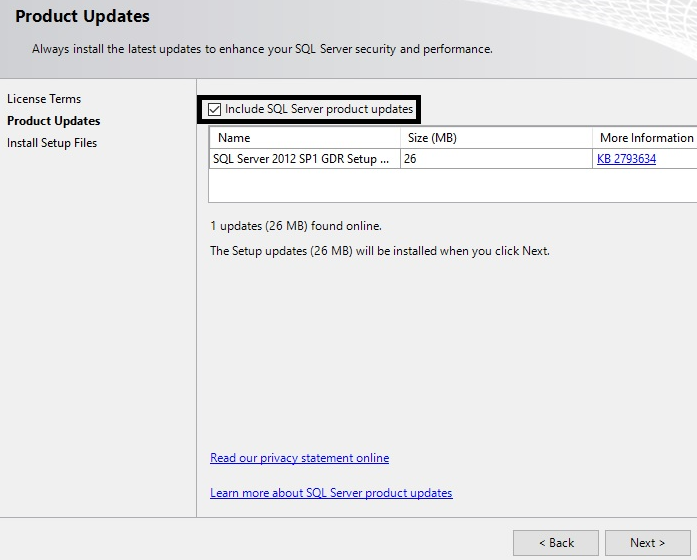 Product Updates
Always install the latest updates to enhance your SQL Server security and performance.
License Terms
Product Updates
Install Setup Files
Include SQL Server product updates
Name Size (MB) More Information
SQL Server 2012 SP1 GDR Setup ... 26 KB 2793634
1 updates (26 MB) found online.
The Setup updates (26 MB) will be installed when you click Next.
Read our privacy statement online
Learn more about SQL Server product updates
< Back Next >